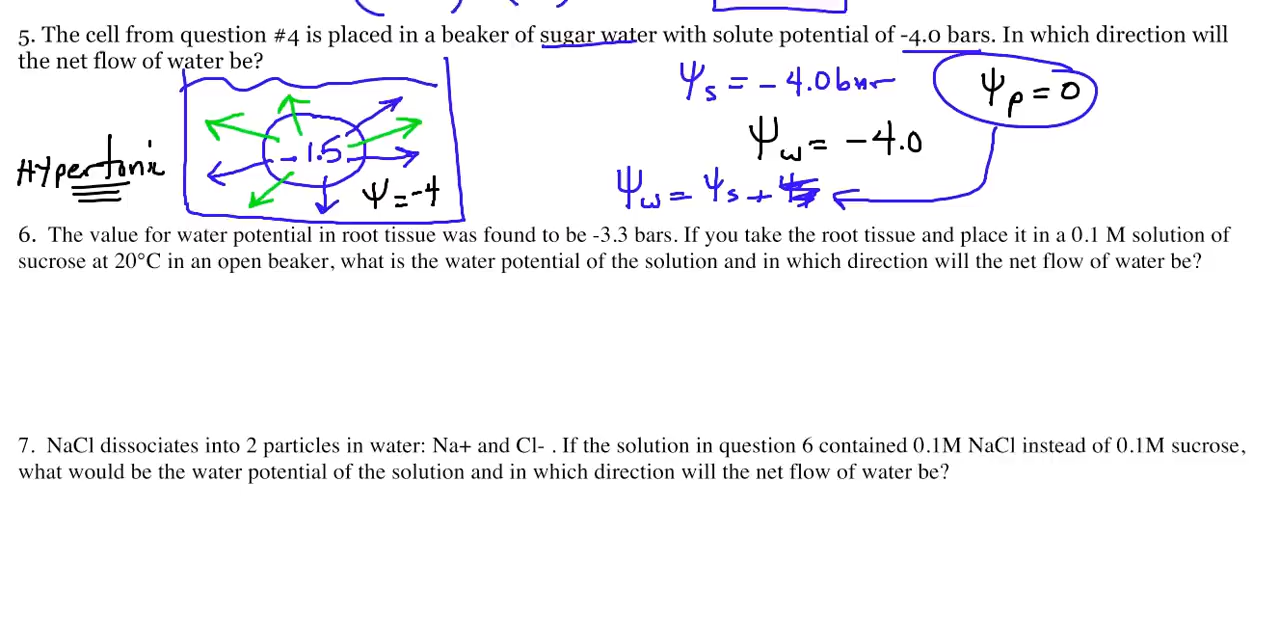 5. The cell from question #4 is placed in a beaker of sugar water with solute potential of -4.0 bars. In which direction will
the net flow of water be?
Ψs = -4.0 bar
Ψp = 0
-1.5
Ψw = -4.0
Hypertonic
Ψ = -4
Ψw = Ψs +
6. The value for water potential in root tissue was found to be -3.3 bars. If you take the root tissue and place it in a 0.1 M solution of
sucrose at 20°C in an open beaker, what is the water potential of the solution and in which direction will the net flow of water be?
7. NaCl dissociates into 2 particles in water: Na+ and Cl- . If the solution in question 6 contained 0.1M NaCl instead of 0.1M sucrose,
what would be the water potential of the solution and in which direction will the net flow of water be?